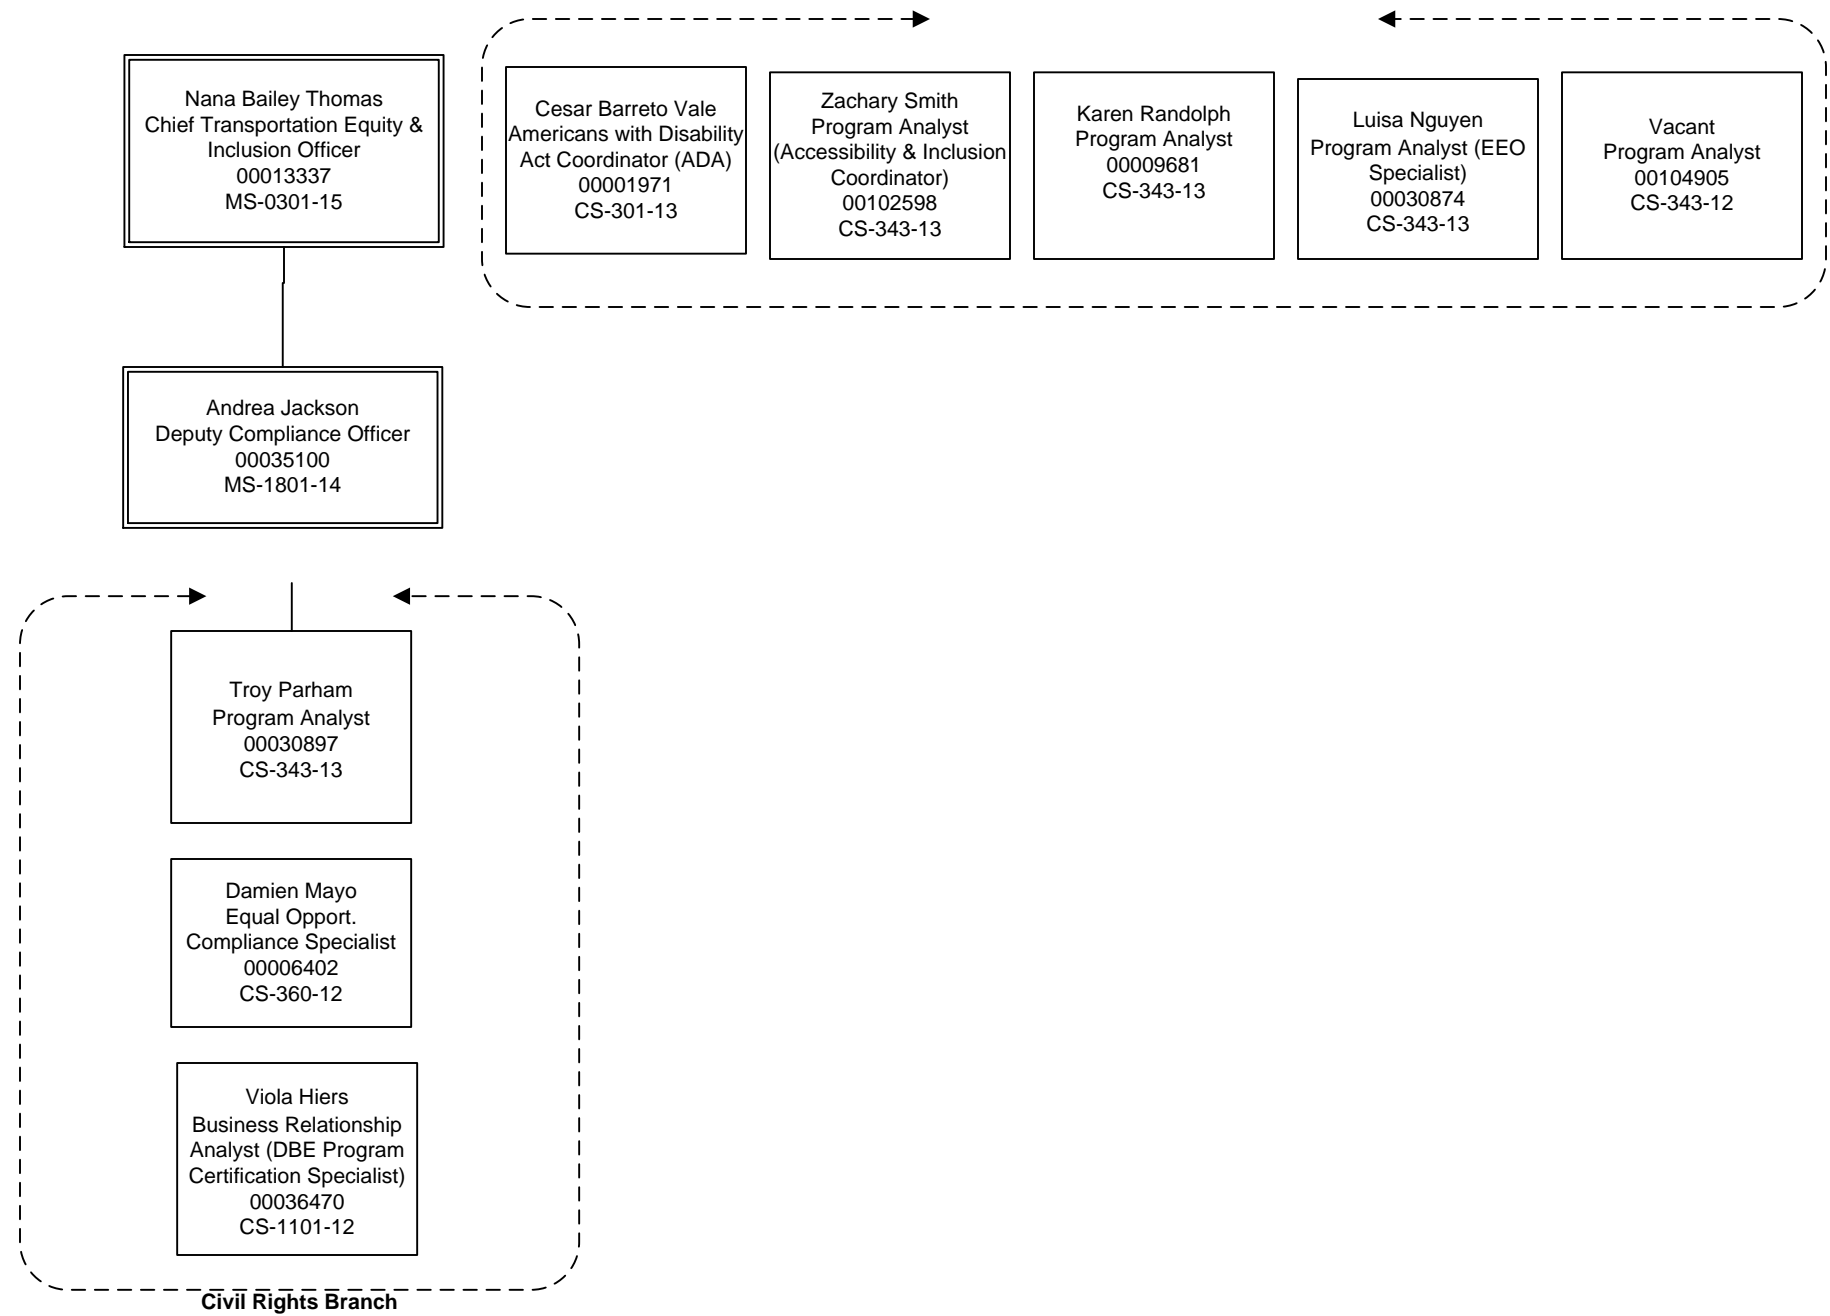 Nana Bailey Thomas
Chief Transportation Equity &
Inclusion Officer
00013337
MS-0301-15
Cesar Barreto Vale
Americans with Disability
Act Coordinator (ADA)
00001971
CS-301-13
Zachary Smith
Program Analyst
(Accessibility & Inclusion
Coordinator)
00102598
CS-343-13
Karen Randolph
Program Analyst
00009681
CS-343-13
Luisa Nguyen
Program Analyst (EEO
Specialist)
00030874
CS-343-13
Vacant
Program Analyst
00104905
CS-343-12
Andrea Jackson
Deputy Compliance Officer
00035100
MS-1801-14
Troy Parham
Program Analyst
00030897
CS-343-13
Damien Mayo
Equal Opport.
Compliance Specialist
00006402
CS-360-12
Viola Hiers
Business Relationship
Analyst (DBE Program
Certification Specialist)
00036470
CS-1101-12
Civil Rights Branch